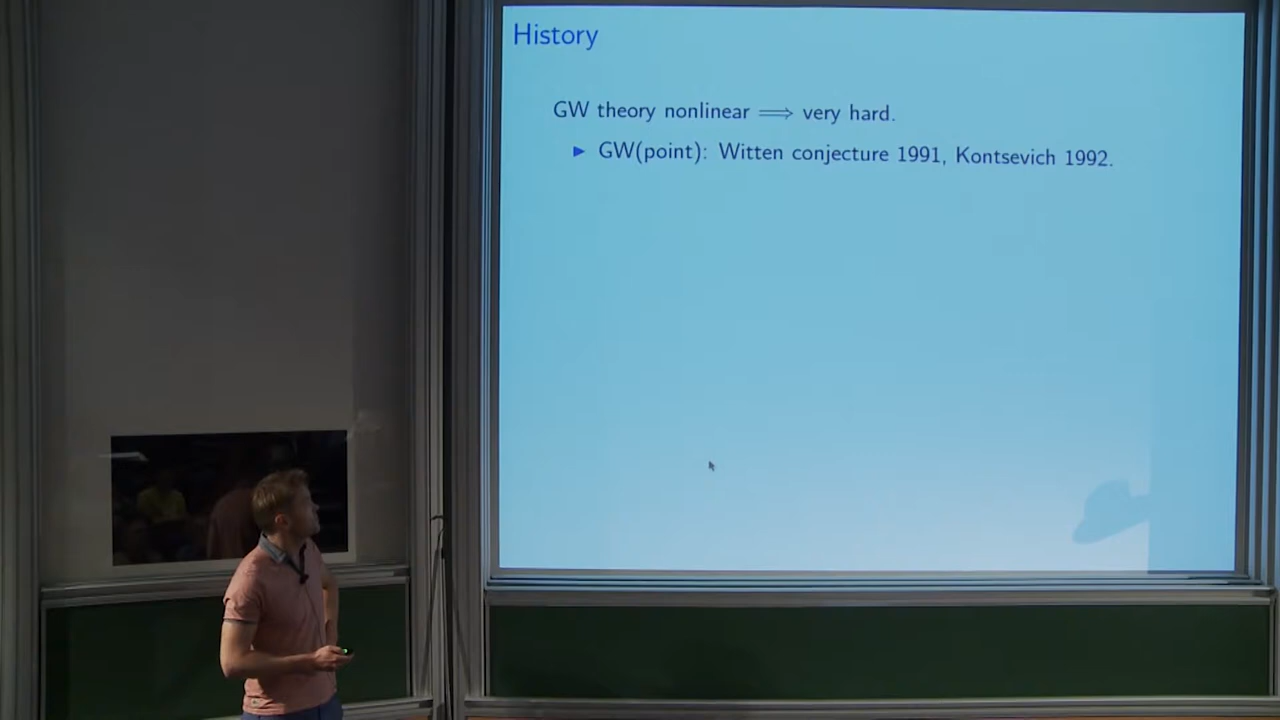 History
GW theory nonlinear ⟹ very hard.
▶ GW(point): Witten conjecture 1991, Kontsevich 1992.